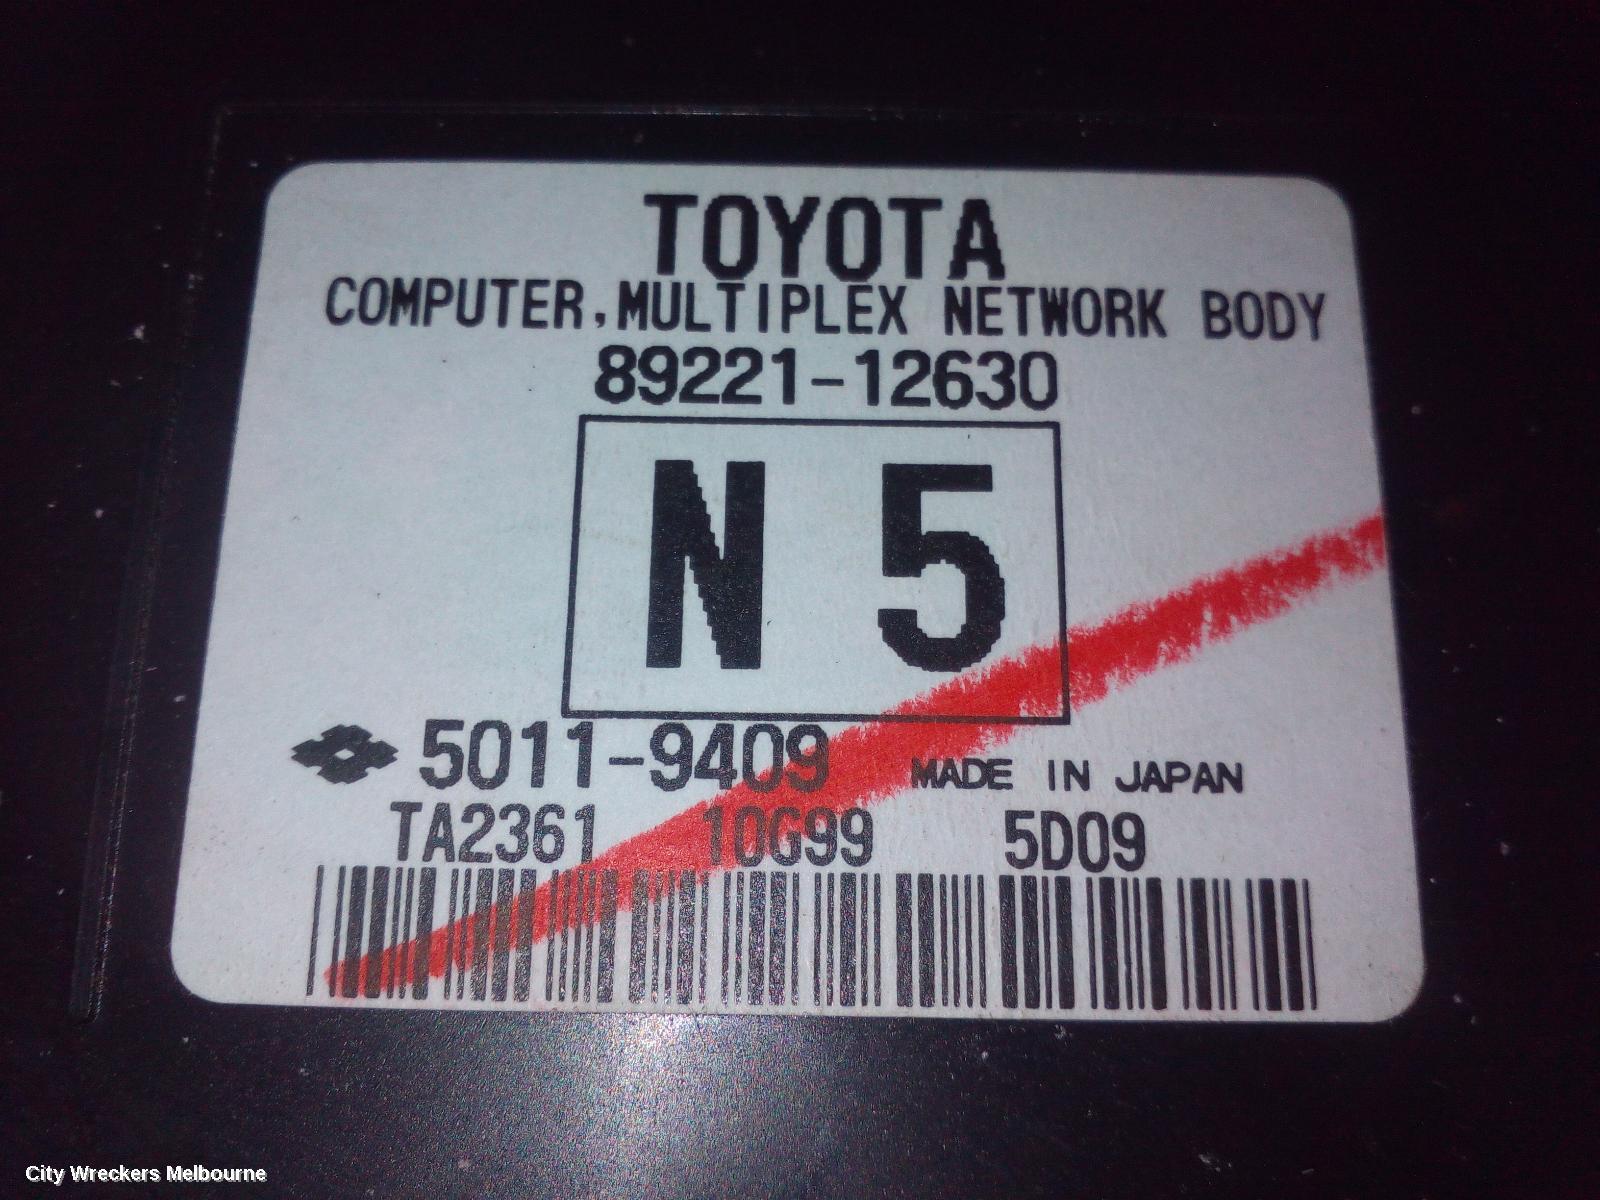 TOYOTA
COMPUTER,MULTIPLEX NETWORK BODY
89221-12630
N 5
5011-9409 MADE IN JAPAN
TA2361 10G99 5D09
City Wreckers Melbourne